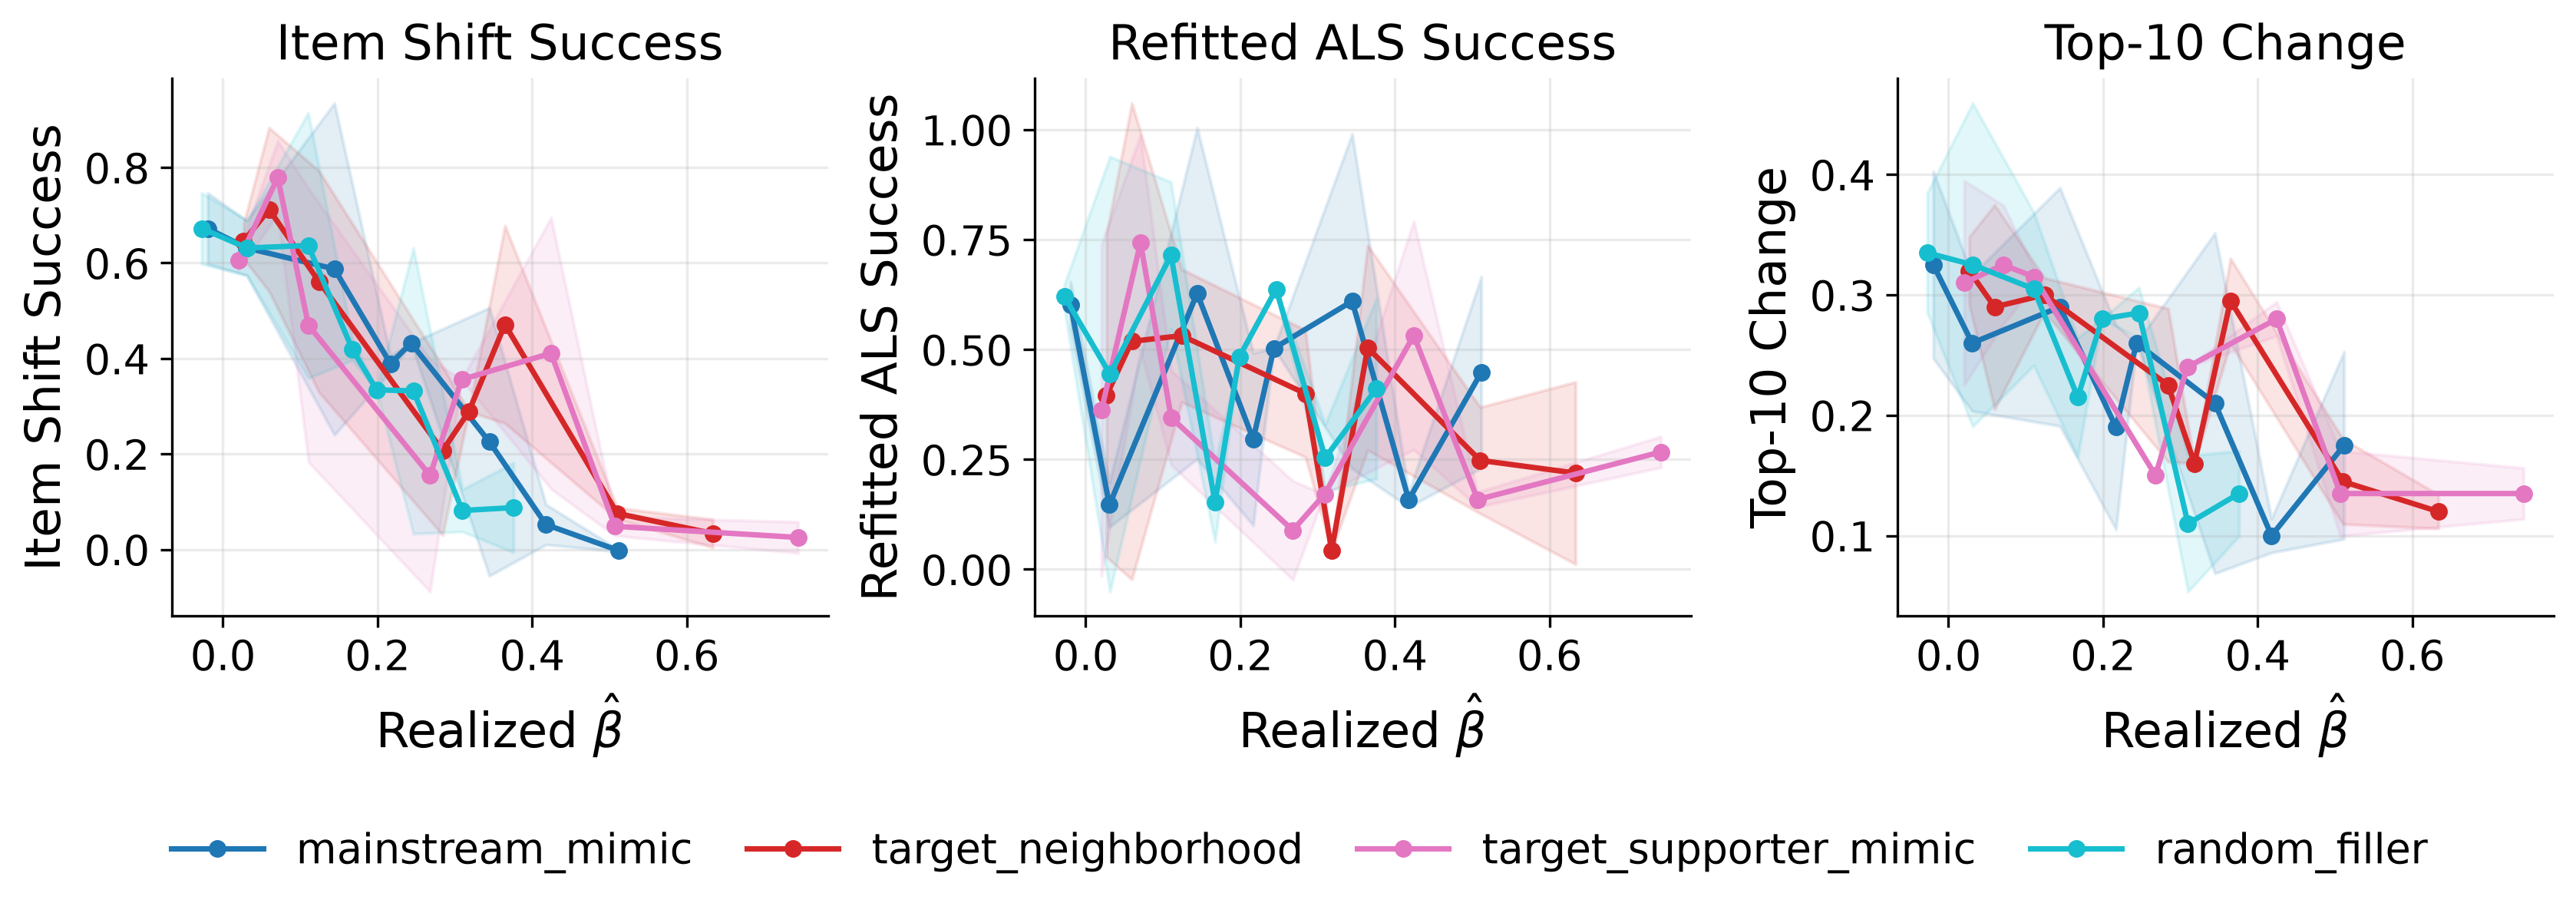 Item Shift Success
Refitted ALS Success
Top-10 Change
Item Shift Success
0.8
0.6
0.4
0.2
0.0
0.0 0.2 0.4 0.6
Realized β̂
Refitted ALS Success
1.00
0.75
0.50
0.25
0.00
0.0 0.2 0.4 0.6
Realized β̂
Top-10 Change
0.4
0.3
0.2
0.1
0.0 0.2 0.4 0.6
Realized β̂
mainstream_mimic target_neighborhood target_supporter_mimic random_filler